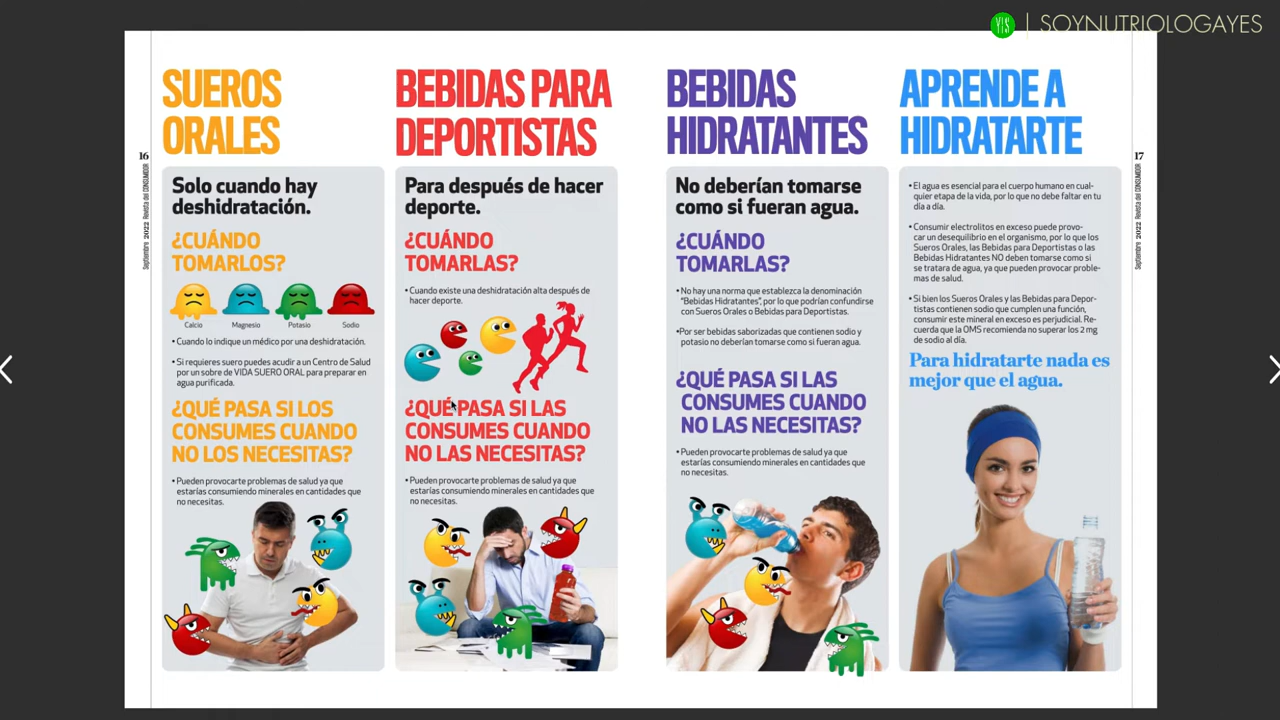 YIS | SOYNUTRIOLOGAYES
SUEROS
ORALES
Solo cuando hay
deshidratación.
¿CUÁNDO
TOMARLOS?
Calcio Magnesio Potasio Sodio
• Cuando lo indique un médico por una deshidratación.
• Si requieres suero puedes acudir a un Centro de Salud
por un sobre de VIDA SUERO ORAL para preparar en
agua purificada.
¿QUÉ PASA SI LOS
CONSUMES CUANDO
NO LOS NECESITAS?
• Pueden provocarte problemas de salud ya que
estarías consumiendo minerales en cantidades que
no necesitas.
16
Septiembre 2022 Revista del CONSUMIDOR
BEBIDAS PARA
DEPORTISTAS
Para después de hacer
deporte.
¿CUÁNDO
TOMARLAS?
• Cuando existe una deshidratación alta después de
hacer deporte.
¿QUÉ PASA SI LAS
CONSUMES CUANDO
NO LAS NECESITAS?
• Pueden provocarte problemas de salud ya que
estarías consumiendo minerales en cantidades que
no necesitas.
BEBIDAS
HIDRATANTES
No deberían tomarse
como si fueran agua.
¿CUÁNDO
TOMARLAS?
• No hay una norma que establezca la denominación
"Bebidas Hidratantes", por lo que podrían confundirse
con Sueros Orales o Bebidas para Deportistas.
•Por ser bebidas saborizadas que contienen sodio y
potasio no deberían tomarse como si fueran agua.
¿QUÉ PASA SI LAS
CONSUMES CUANDO
NO LAS NECESITAS?
• Pueden provocarte problemas de salud ya que
estarías consumiendo minerales en cantidades que
no necesitas.
APRENDE A
HIDRATARTE
• El agua es esencial para el cuerpo humano en cual-
quier etapa de la vida, por lo que no debe faltar en tu
día a día.
• Consumir electrolitos en exceso puede provo-
car un desequilibrio en el organismo, por lo que los
Sueros Orales, las Bebidas para Deportistas o las
Bebidas Hidratantes NO deben tomarse como si
se tratara de agua, ya que pueden provocar proble-
mas de salud.
• Si bien los Sueros Orales y las Bebidas para Depor-
tistas contienen sodio que cumplen una función,
consumir este mineral en exceso es perjudicial. Re-
cuerda que la OMS recomienda no superar los 2 mg
de sodio al día.
Para hidratarte nada es
mejor que el agua.
17
Septiembre 2022 Revista del CONSUMIDOR